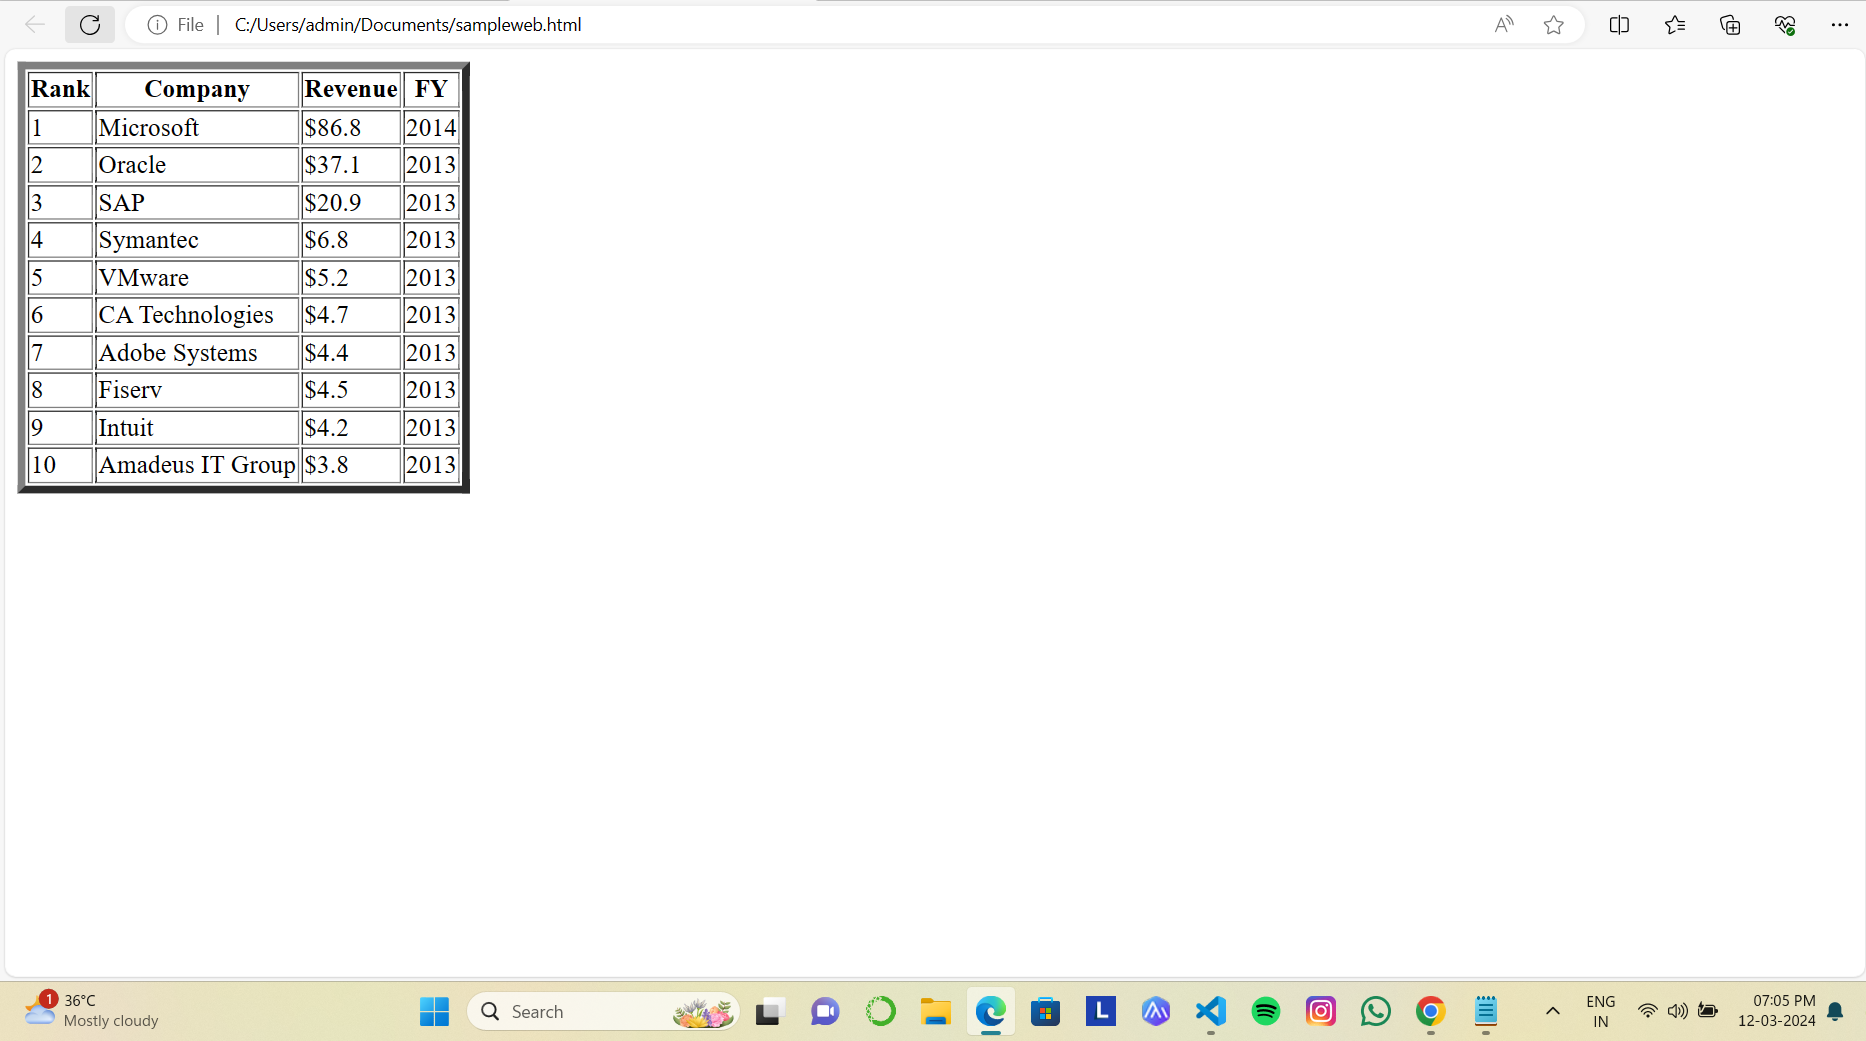 File C:/Users/admin/Documents/sampleweb.html
Rank Company Revenue FY
1 Microsoft $86.8 2014
2 Oracle $37.1 2013
3 SAP $20.9 2013
4 Symantec $6.8 2013
5 VMware $5.2 2013
6 CA Technologies $4.7 2013
7 Adobe Systems $4.4 2013
8 Fiserv $4.5 2013
9 Intuit $4.2 2013
10 Amadeus IT Group $3.8 2013
1
36°C
Mostly cloudy
Search
L
ENG
IN
07:05 PM
12-03-2024